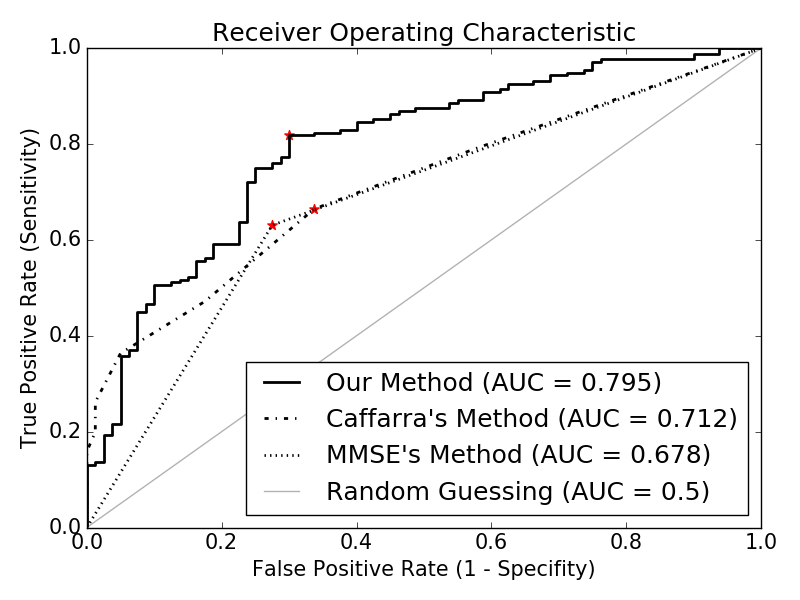 Receiver Operating Characteristic
True Positive Rate (Sensitivity)
1.0
0.8
0.6
0.4
0.2
0.0
Our Method (AUC = 0.795)
Caffarra's Method (AUC = 0.712)
MMSE's Method (AUC = 0.678)
Random Guessing (AUC = 0.5)
0.0 0.2 0.4 0.6 0.8 1.0
False Positive Rate (1 - Specifity)